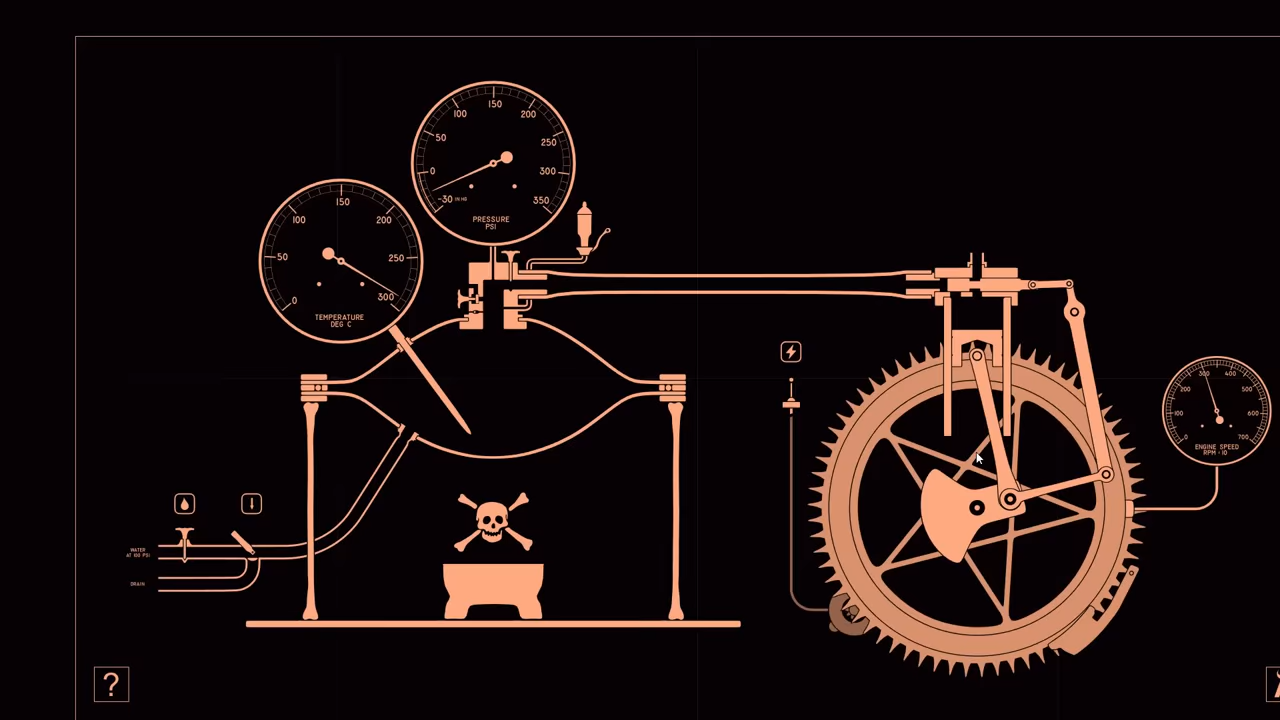 150
100
200
50
250
0
300
-30 IN HG
350
PRESSURE
PSI
150
100
200
50
250
0
300
TEMPERATURE
DEG C
300
400
200
500
100
600
0
700
ENGINE SPEED
RPM ÷ 10
WATER
AT 100 PSI
DRAIN
?